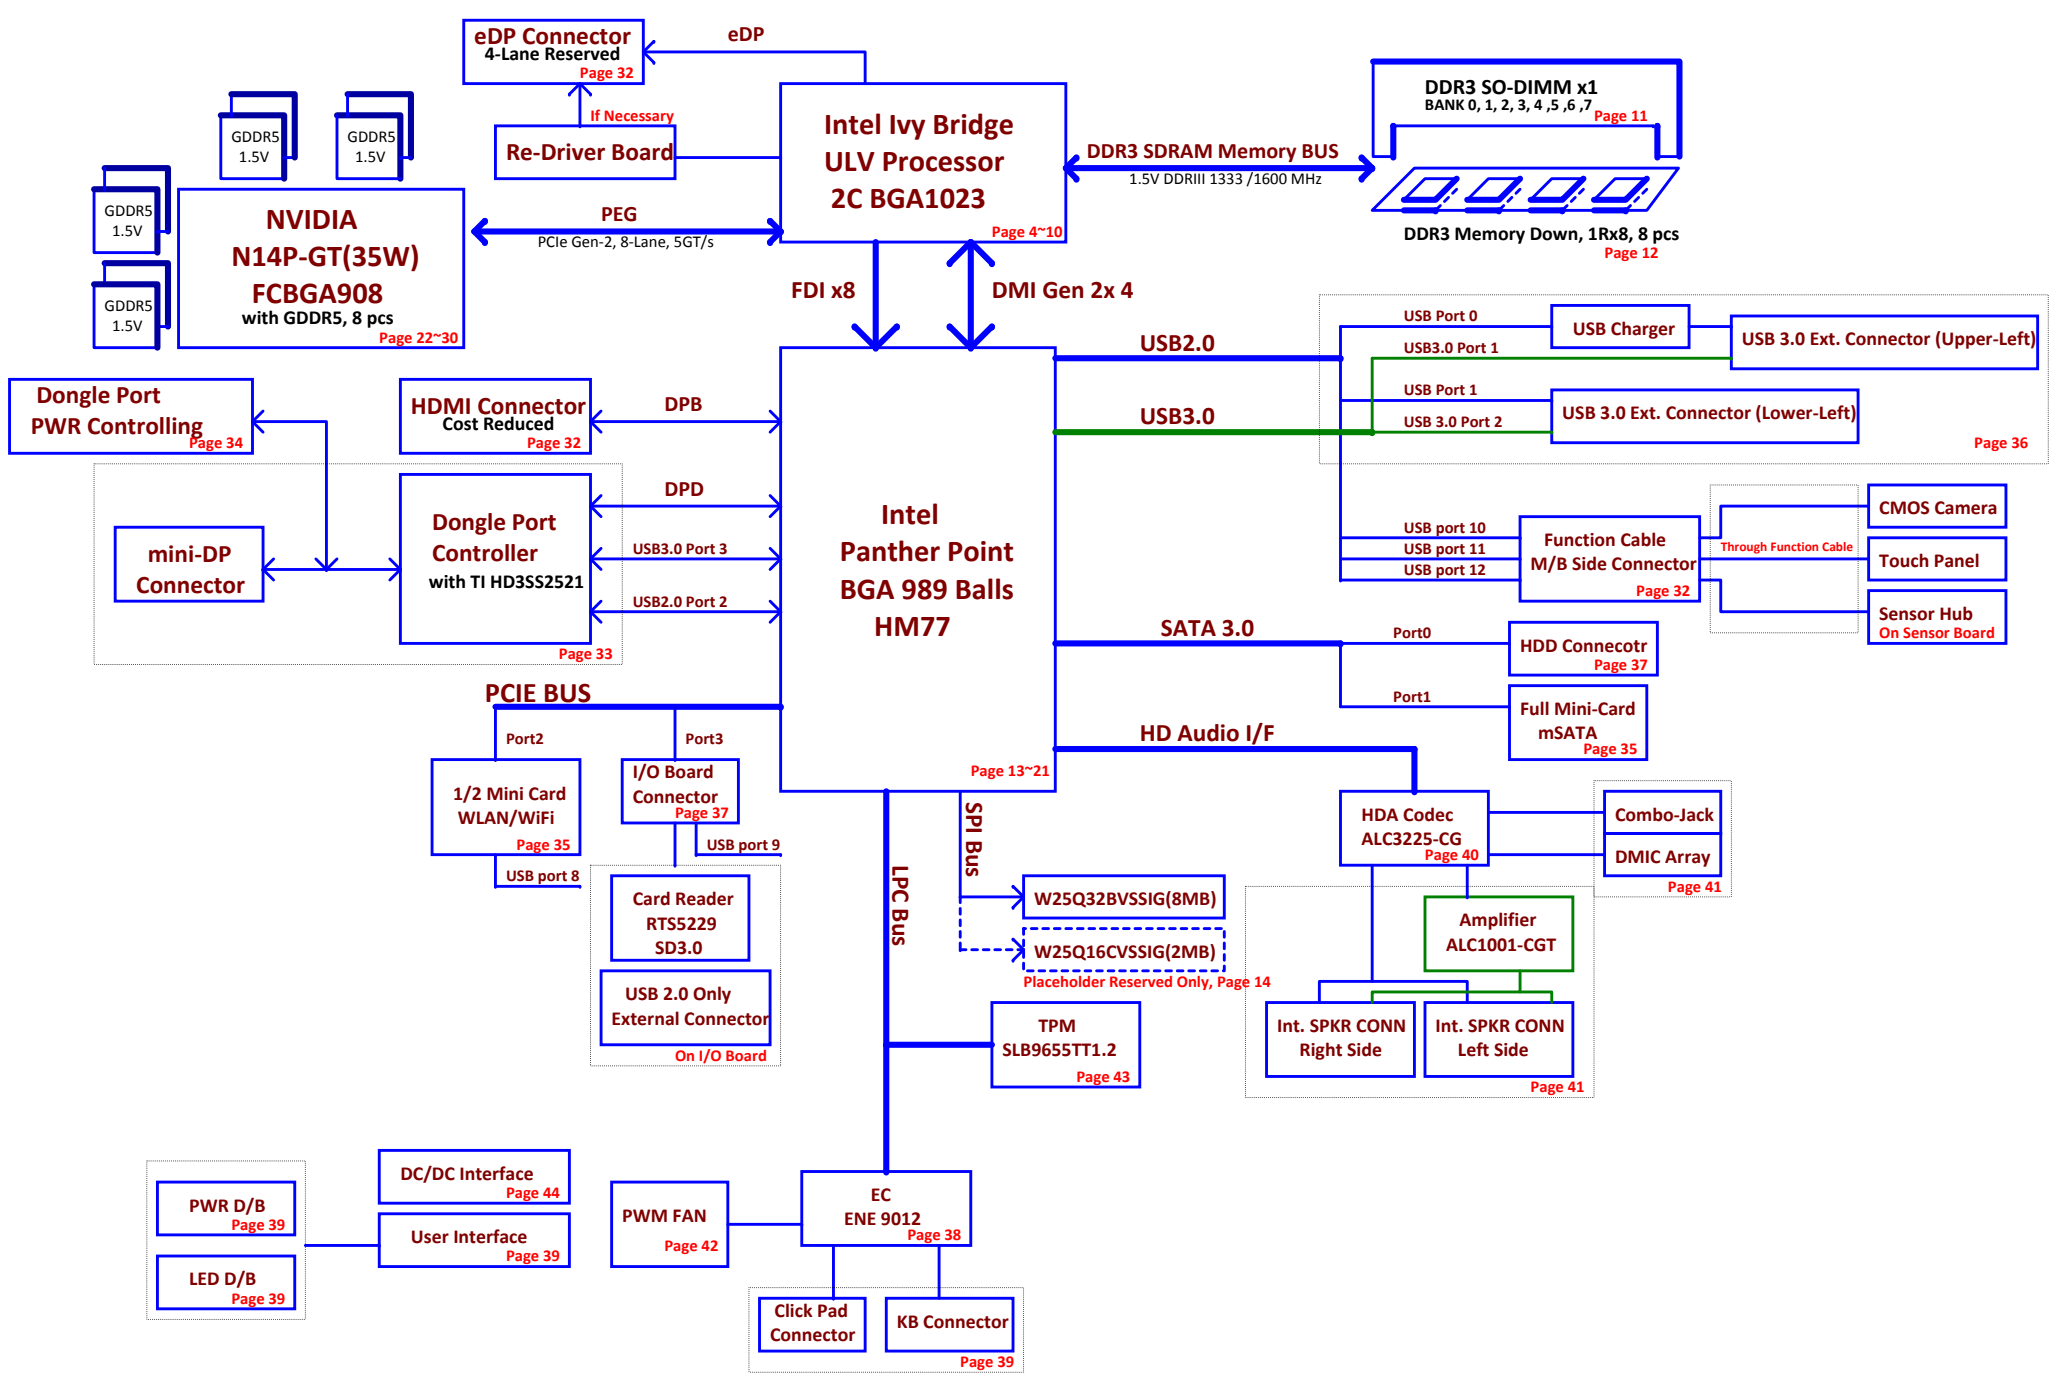 eDP Connector
4-Lane Reserved
Page 32
eDP
If Necessary
Re-Driver Board
Intel Ivy Bridge
ULV Processor
2C BGA1023
Page 4~10
DDR3 SDRAM Memory BUS
1.5V DDRIII 1333 /1600 MHz
DDR3 SO-DIMM x1
BANK 0, 1, 2, 3, 4 ,5 ,6 ,7
Page 11
DDR3 Memory Down, 1Rx8, 8 pcs
Page 12
GDDR5
1.5V
GDDR5
1.5V
GDDR5
1.5V
GDDR5
1.5V
NVIDIA
N14P-GT(35W)
FCBGA908
with GDDR5, 8 pcs
Page 22~30
PEG
PCIe Gen-2, 8-Lane, 5GT/s
FDI x8
DMI Gen 2x 4
Dongle Port
PWR Controlling
Page 34
HDMI Connector
Cost Reduced
Page 32
DPB
mini-DP
Connector
Dongle Port
Controller
with TI HD3SS2521
Page 33
DPD
USB3.0 Port 3
USB2.0 Port 2
Intel
Panther Point
BGA 989 Balls
HM77
Page 13~21
USB2.0
USB3.0
USB Port 0
USB Charger
USB 3.0 Ext. Connector (Upper-Left)
USB3.0 Port 1
USB Port 1
USB 3.0 Ext. Connector (Lower-Left)
USB 3.0 Port 2
Page 36
USB port 10
USB port 11
USB port 12
Function Cable
M/B Side Connector
Page 32
Through Function Cable
CMOS Camera
Touch Panel
Sensor Hub
On Sensor Board
SATA 3.0
Port0
HDD Connecotr
Page 37
Port1
Full Mini-Card
mSATA
Page 35
HD Audio I/F
HDA Codec
ALC3225-CG
Page 40
Combo-Jack
DMIC Array
Page 41
Amplifier
ALC1001-CGT
Int. SPKR CONN
Right Side
Int. SPKR CONN
Left Side
Page 41
PCIE BUS
Port2
Port3
1/2 Mini Card
WLAN/WiFi
Page 35
USB port 8
I/O Board
Connector
Page 37
USB port 9
Card Reader
RTS5229
SD3.0
USB 2.0 Only
External Connector
On I/O Board
SPI Bus
LPC Bus
W25Q32BVSSIG(8MB)
W25Q16CVSSIG(2MB)
Placeholder Reserved Only, Page 14
TPM
SLB9655TT1.2
Page 43
EC
ENE 9012
Page 38
PWM FAN
Page 42
Click Pad
Connector
KB Connector
Page 39
DC/DC Interface
Page 44
User Interface
Page 39
PWR D/B
Page 39
LED D/B
Page 39